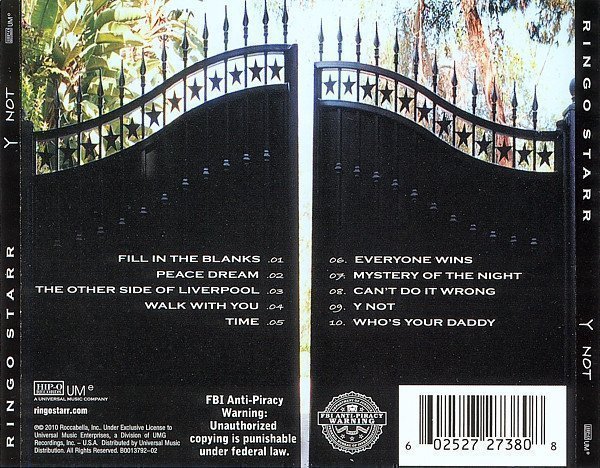 HIP-O
RECORDS
UMe
Y NOT
RINGO STARR
FILL IN THE BLANKS .01
PEACE DREAM .02
THE OTHER SIDE OF LIVERPOOL .03
WALK WITH YOU .04
TIME .05
HIP-O
RECORDS
UMe
A UNIVERSAL MUSIC COMPANY
ringostarr.com
℗© 2010 Roccabella, Inc. Under Exclusive License to
Universal Music Enterprises, a Division of UMG
Recordings, Inc. – U.S.A. Distributed by Universal Music
Distribution. All Rights Reserved. B0013792–02
FBI Anti-Piracy
Warning:
Unauthorized
copying is punishable
under federal law.
06. EVERYONE WINS
07. MYSTERY OF THE NIGHT
08. CAN'T DO IT WRONG
09. Y NOT
10. WHO'S YOUR DADDY
FBI ANTI-PIRACY
WARNING
6 02527 27380 8
RINGO STARR
Y NOT